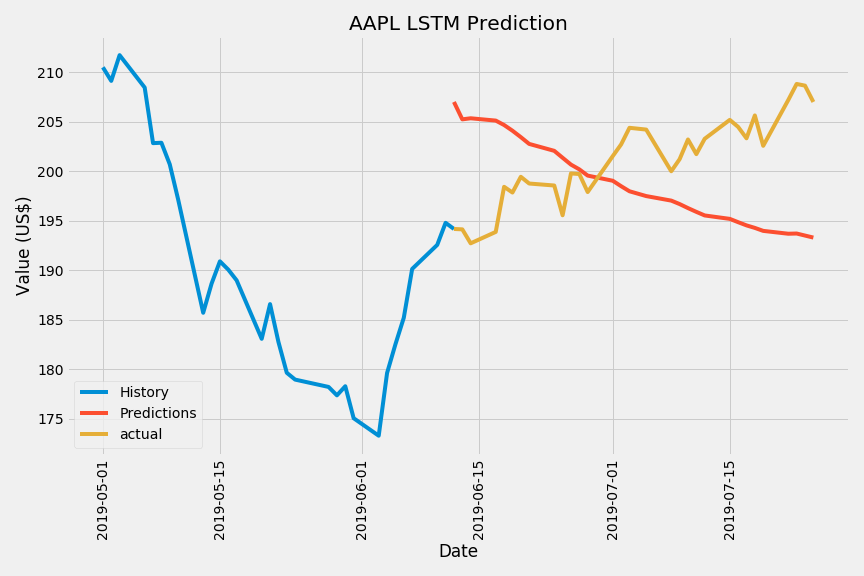 AAPL LSTM Prediction
Value (US$)
210
205
200
195
190
185
180
175
History
Predictions
actual
2019-05-01
2019-05-15
2019-06-01
2019-06-15
2019-07-01
2019-07-15
Date